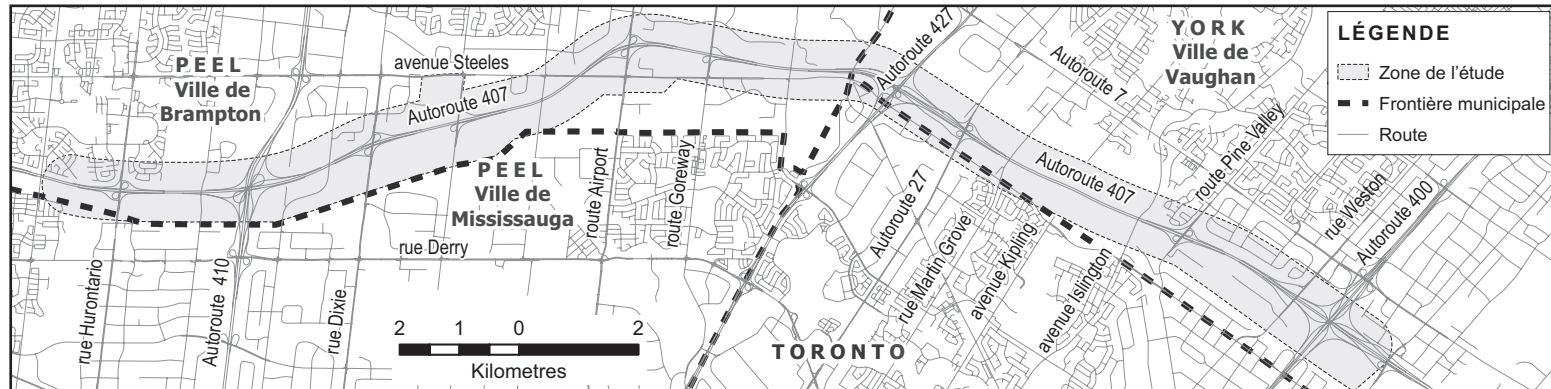 PEEL
Ville de
Brampton
avenue Steeles
Autoroute 407
Autoroute 427
YORK
Ville de
Vaughan
Autoroute 7
LÉGENDE
Zone de l'étude
Frontière municipale
Route
PEEL
Ville de
Mississauga
route Airport
route Goreway
Autoroute 407
route Pine Valley
rue Weston
Autoroute 400
rue Derry
Autoroute 27
rue Martin Grove
avenue Kipling
avenue Islington
rue Hurontario
Autoroute 410
rue Dixie
2 1 0 2
Kilometres
TORONTO